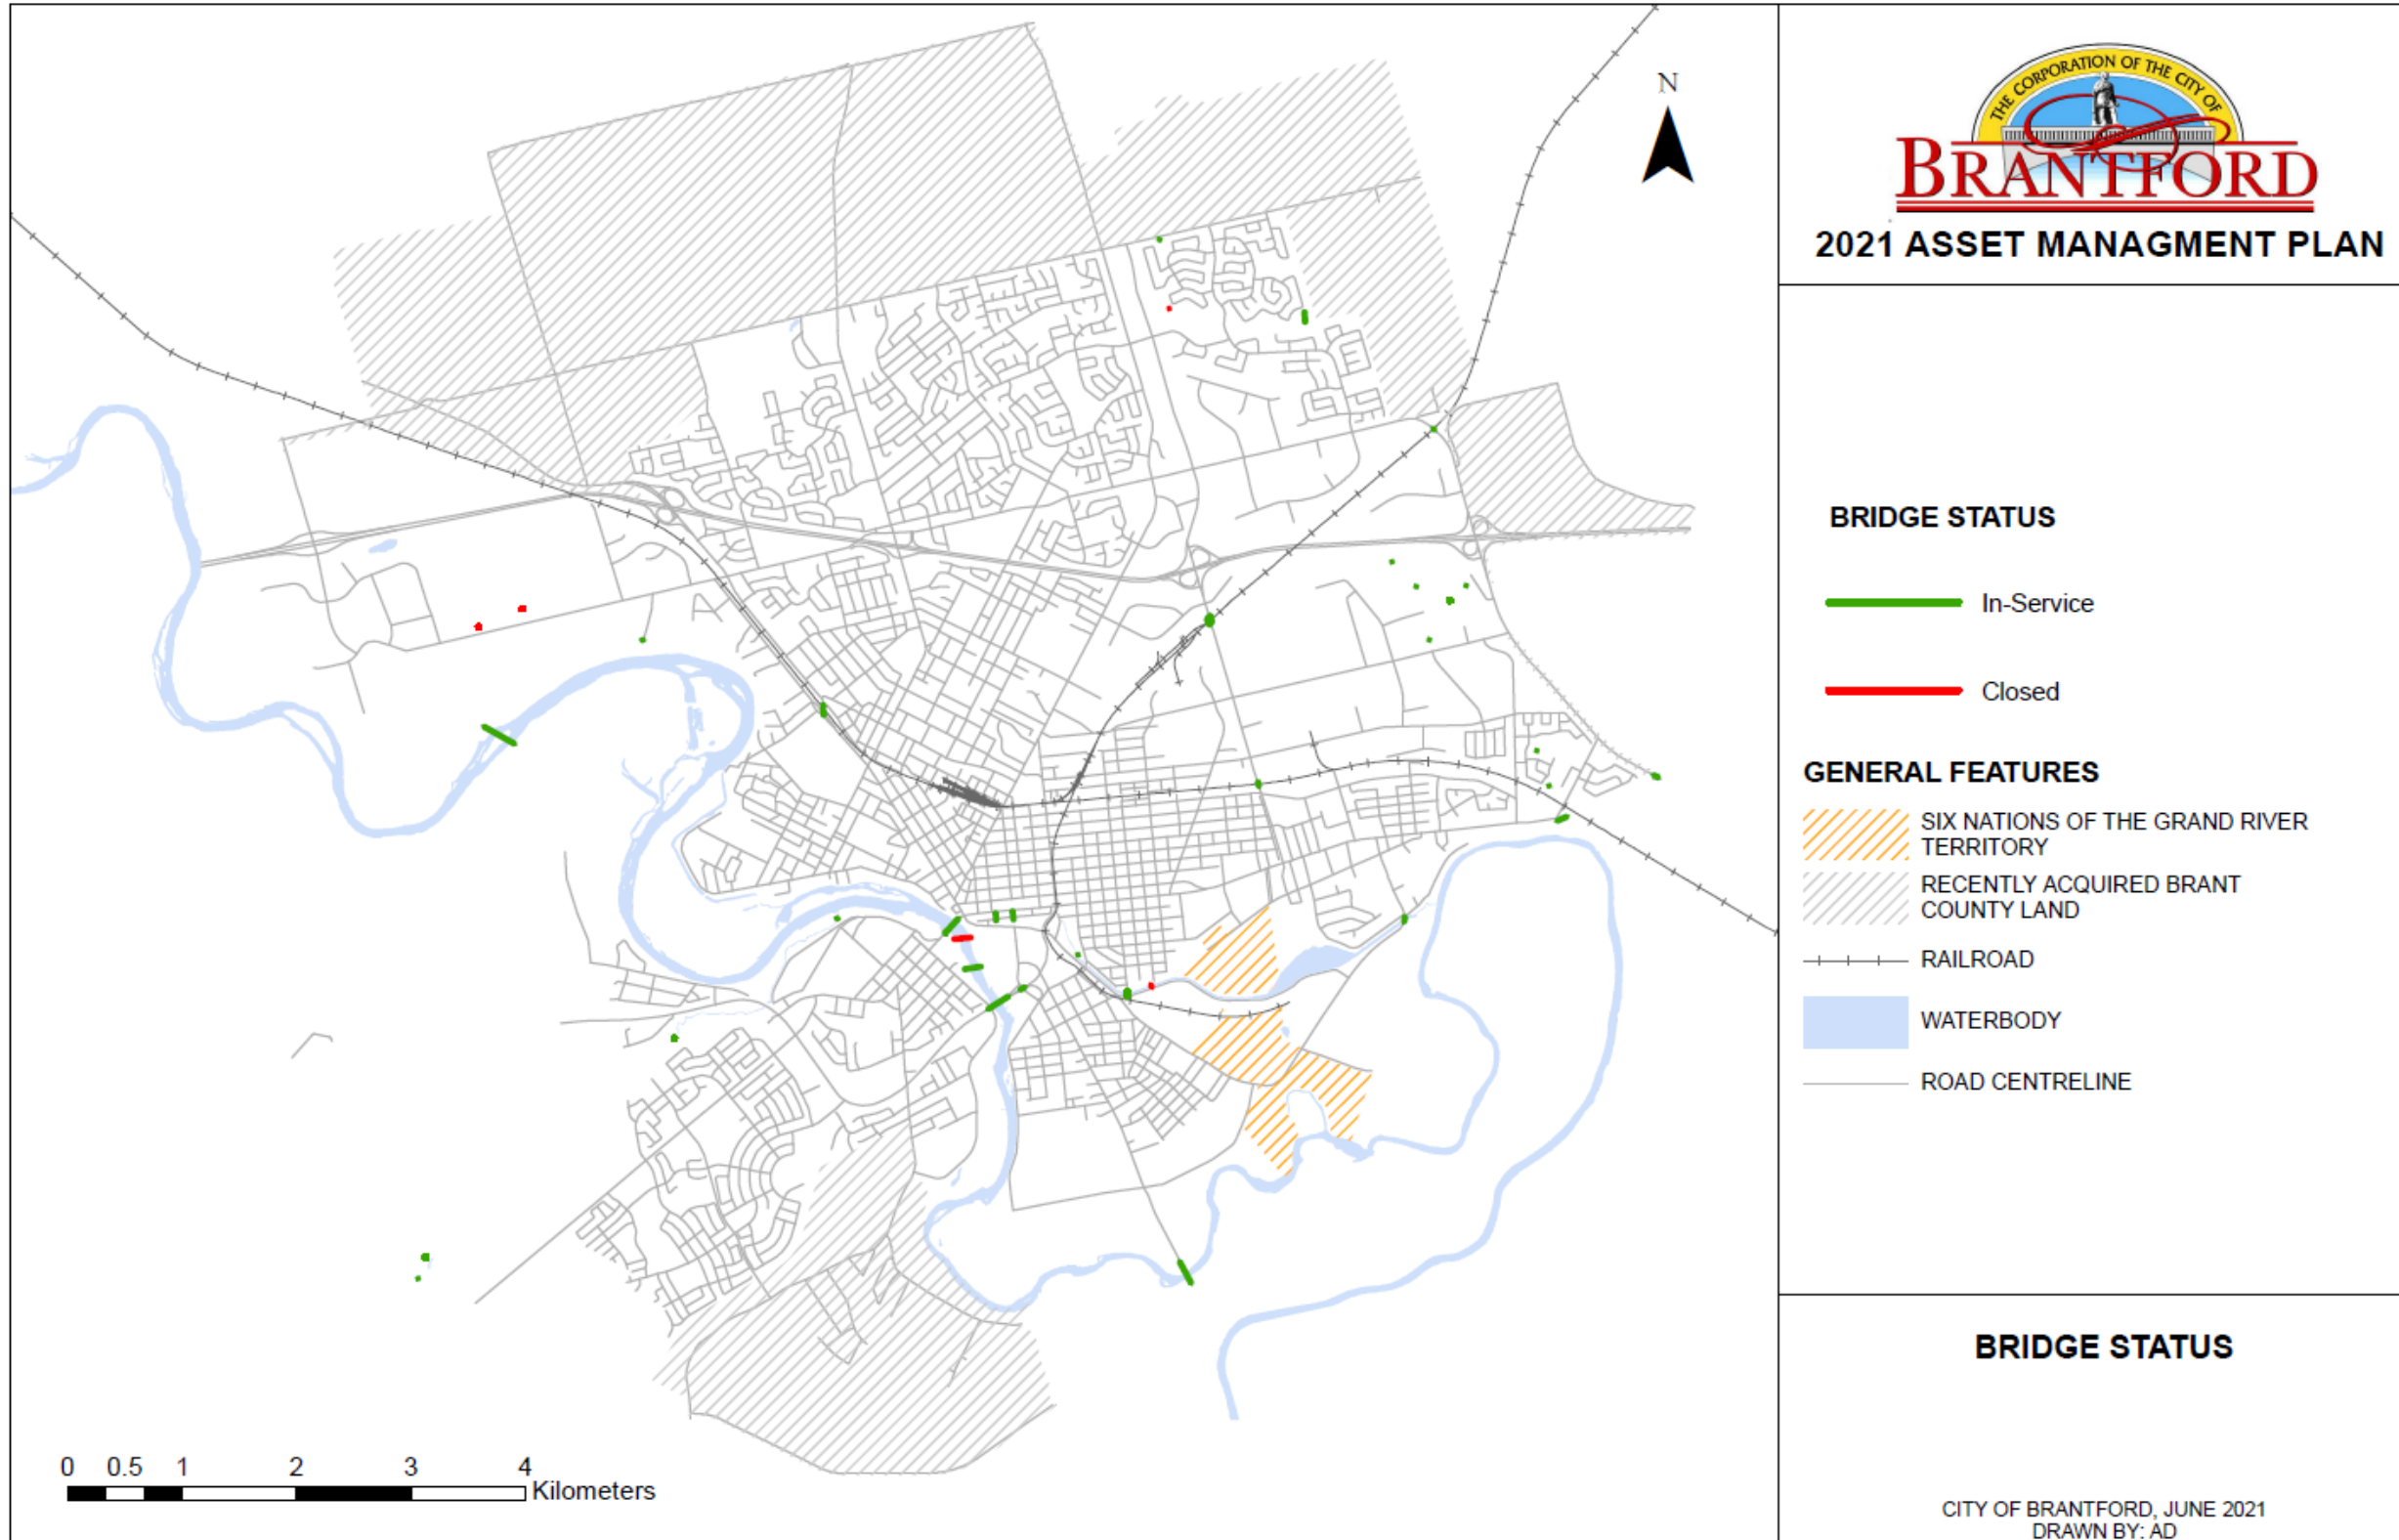 THE CORPORATION OF THE CITY OF
BRANTFORD
2021 ASSET MANAGMENT PLAN
N
BRIDGE STATUS
In-Service
Closed
GENERAL FEATURES
SIX NATIONS OF THE GRAND RIVER
TERRITORY
RECENTLY ACQUIRED BRANT
COUNTY LAND
RAILROAD
WATERBODY
ROAD CENTRELINE
0 0.5 1 2 3 4
Kilometers
BRIDGE STATUS
CITY OF BRANTFORD, JUNE 2021
DRAWN BY: AD